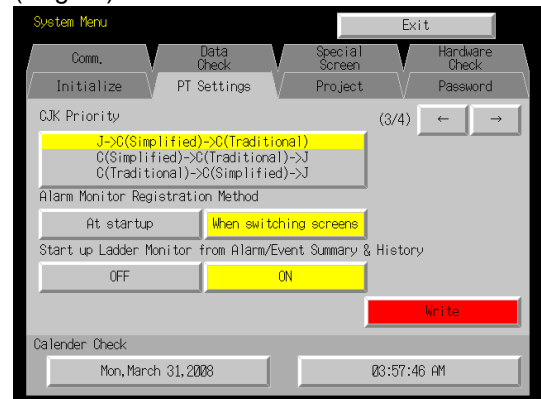 System Menu
Exit
Comm.
Data Check
Special Screen
Hardware Check
Initialize
PT Settings
Project
Password
CJK Priority
(3/4)
←
→
J->C(Simplified)->C(Traditional)
C(Simplified)->C(Traditional)->J
C(Traditional)->C(Simplified)->J
Alarm Monitor Registration Method
At startup
When switching screens
Start up Ladder Monitor from Alarm/Event Summary & History
OFF
ON
Write
Calender Check
Mon,March 31,2008
03:57:46 AM